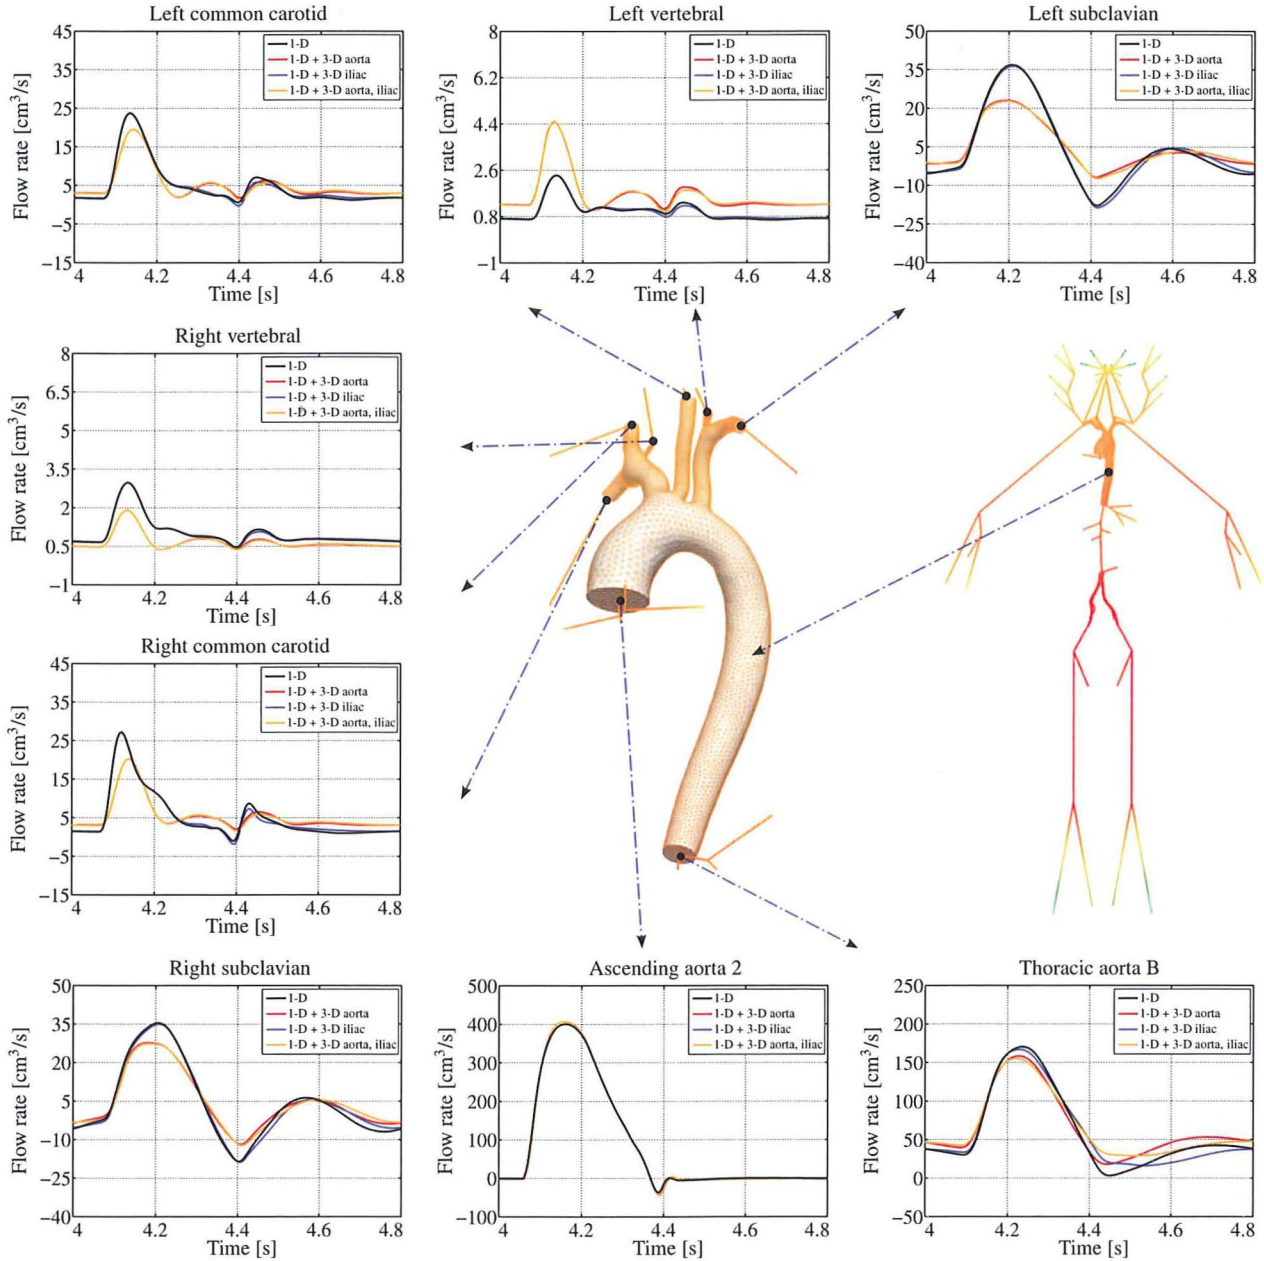 Left common carotid
Flow rate [cm³/s]
45
35
25
15
5
−5
−15
1-D
1-D + 3-D aorta
1-D + 3-D iliac
1-D + 3-D aorta, iliac
4
4.2
4.4
4.6
4.8
Time [s]
Left vertebral
Flow rate [cm³/s]
8
6.2
4.4
2.6
0.8
−1
1-D
1-D + 3-D aorta
1-D + 3-D iliac
1-D + 3-D aorta, iliac
4
4.2
4.4
4.6
4.8
Time [s]
Left subclavian
Flow rate [cm³/s]
50
35
20
5
−10
−25
−40
1-D
1-D + 3-D aorta
1-D + 3-D iliac
1-D + 3-D aorta, iliac
4
4.2
4.4
4.6
4.8
Time [s]
Right vertebral
Flow rate [cm³/s]
8
6.5
5
3.5
2
0.5
−1
1-D
1-D + 3-D aorta
1-D + 3-D iliac
1-D + 3-D aorta, iliac
4
4.2
4.4
4.6
4.8
Time [s]
Right common carotid
Flow rate [cm³/s]
45
35
25
15
5
−5
−15
1-D
1-D + 3-D aorta
1-D + 3-D iliac
1-D + 3-D aorta, iliac
4
4.2
4.4
4.6
4.8
Time [s]
Right subclavian
Flow rate [cm³/s]
50
35
20
5
−10
−25
−40
1-D
1-D + 3-D aorta
1-D + 3-D iliac
1-D + 3-D aorta, iliac
4
4.2
4.4
4.6
4.8
Time [s]
Ascending aorta 2
Flow rate [cm³/s]
500
400
300
200
100
0
−100
1-D
1-D + 3-D aorta
1-D + 3-D iliac
1-D + 3-D aorta, iliac
4
4.2
4.4
4.6
4.8
Time [s]
Thoracic aorta B
Flow rate [cm³/s]
250
200
150
100
50
0
−50
1-D
1-D + 3-D aorta
1-D + 3-D iliac
1-D + 3-D aorta, iliac
4
4.2
4.4
4.6
4.8
Time [s]